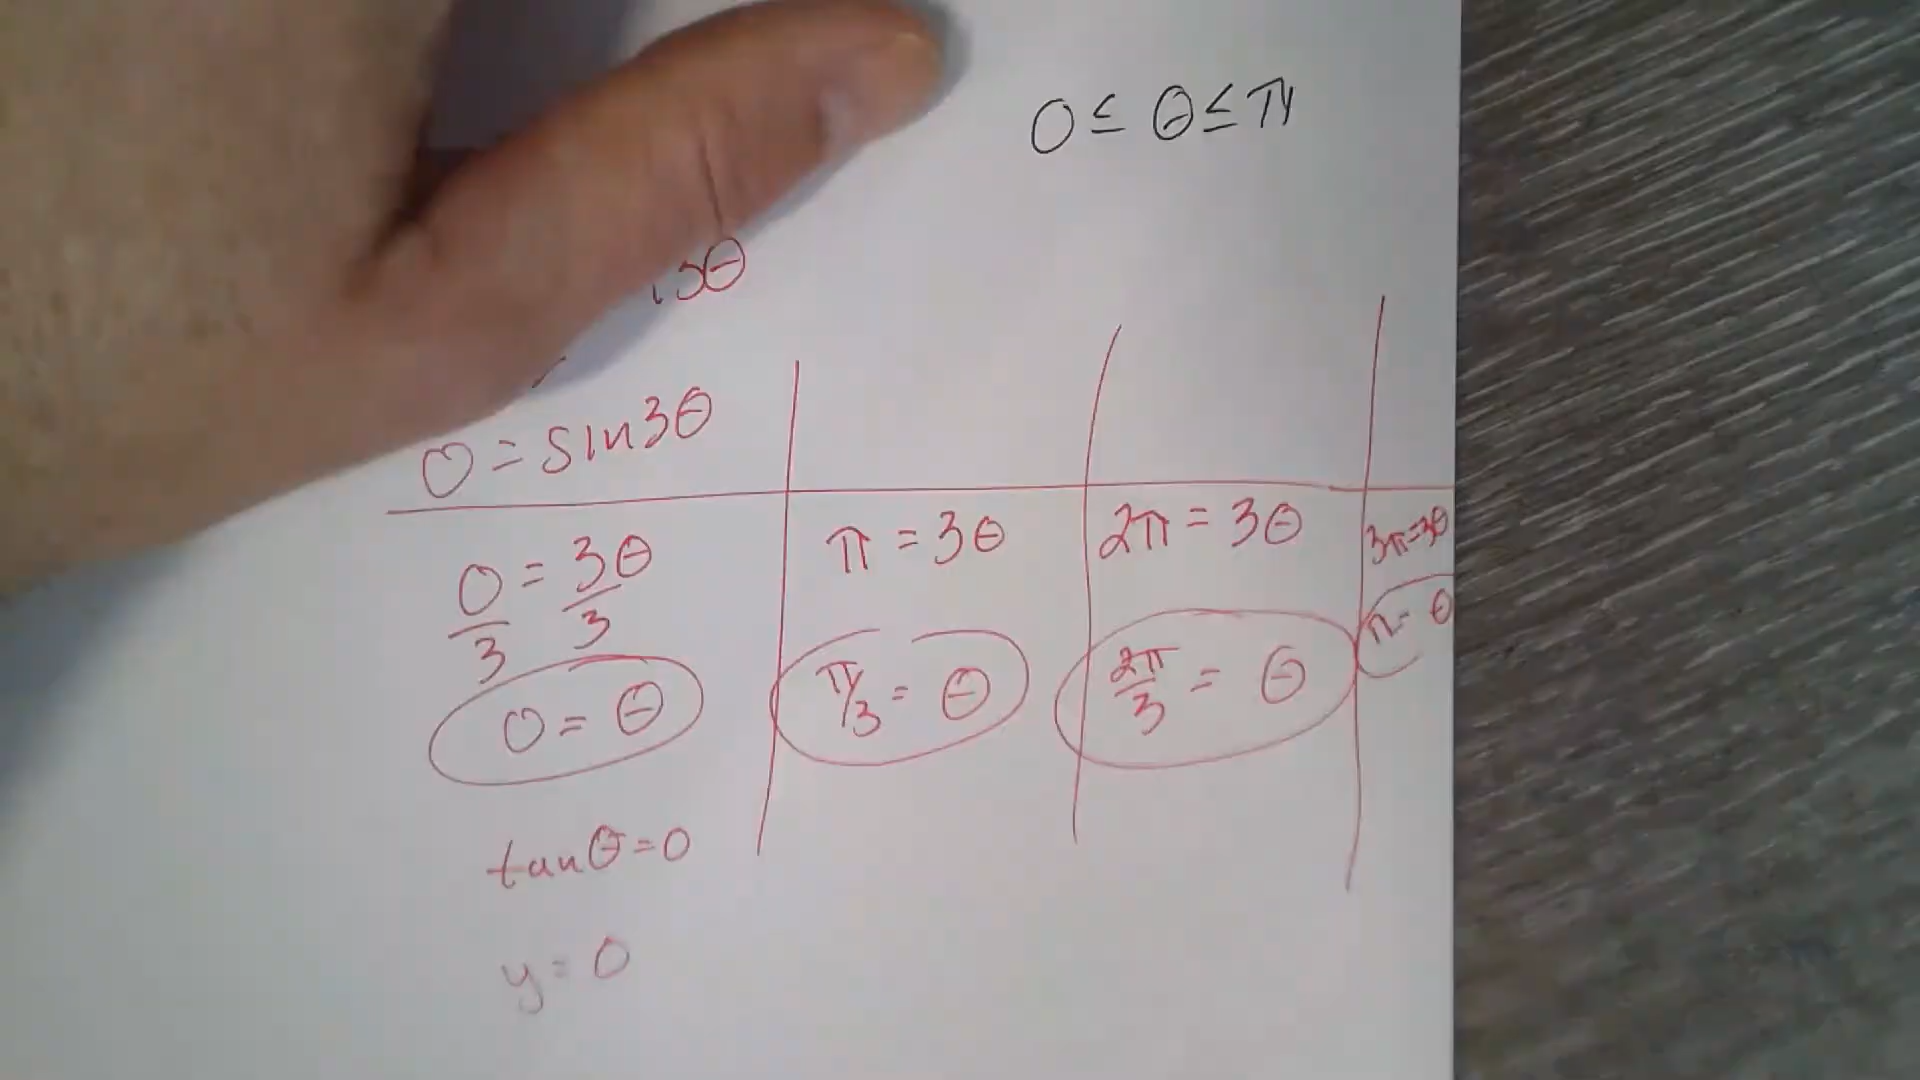 0 ≤ θ ≤ π
3θ
0 = sin3θ
0/3 = 3θ/3
π = 3θ
2π = 3θ
3π=3θ
0 = θ
π/3 = θ
2π/3 = θ
π = θ
tanθ=0
y = 0